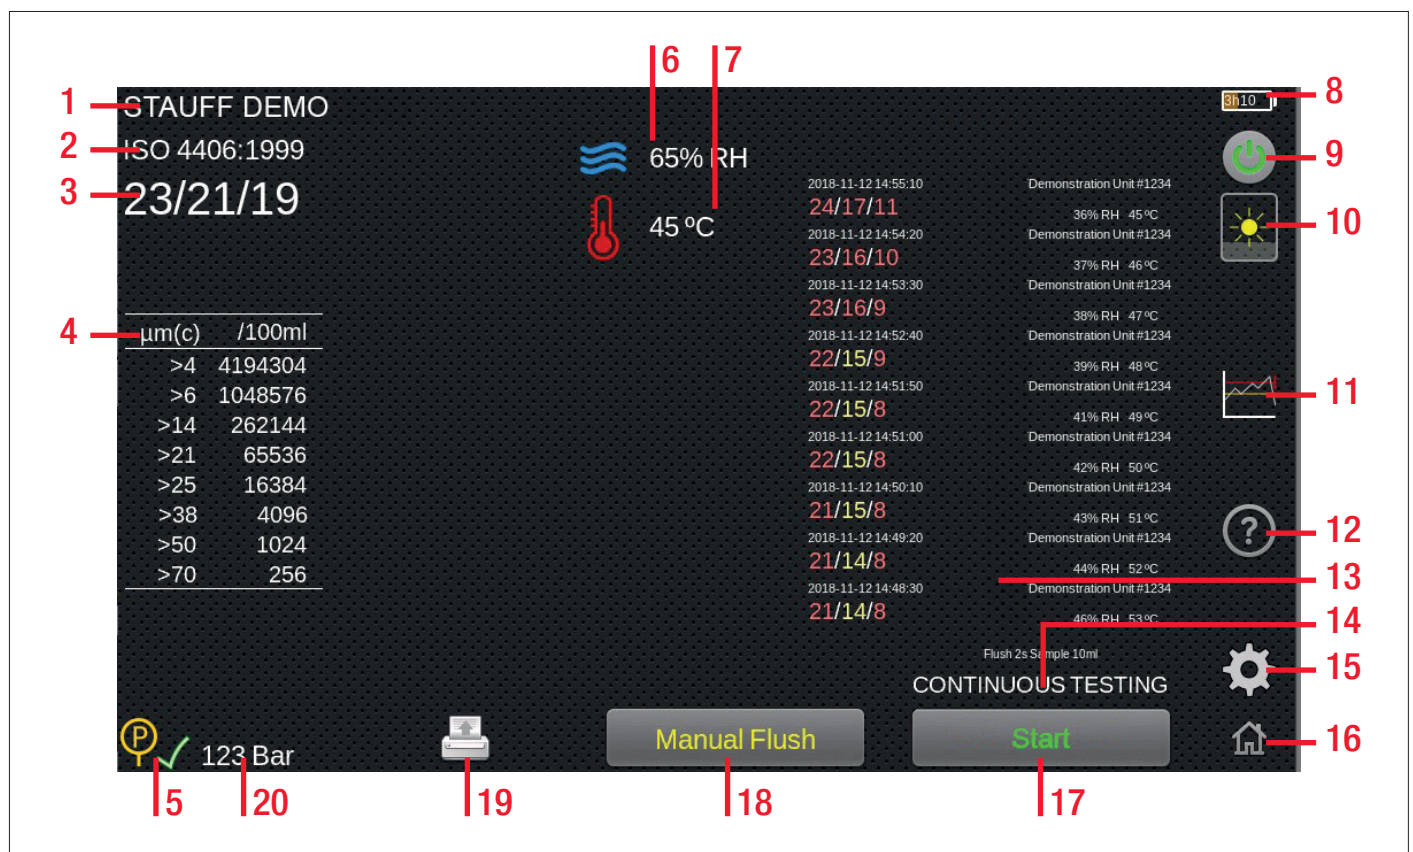 6 7
1 STAUFF DEMO
3h10 8
2 ISO 4406:1999
65% RH
9
3 23/21/19
2018-11-12 14:55:10 Demonstration Unit #1234
24/17/11
36% RH 45 ºC
45 ºC
10
2018-11-12 14:54:20 Demonstration Unit #1234
23/16/10
37% RH 46 ºC
2018-11-12 14:53:30 Demonstration Unit #1234
23/16/9
38% RH 47 ºC
4 µm(c) /100ml
2018-11-12 14:52:40 Demonstration Unit #1234
22/15/9
39% RH 48 ºC
>4 4194304
>6 1048576
>14 262144
>21 65536
>25 16384
>38 4096
>50 1024
>70 256
2018-11-12 14:51:50 Demonstration Unit #1234
22/15/8
41% RH 49 ºC
11
2018-11-12 14:51:00 Demonstration Unit #1234
22/15/8
42% RH 50 ºC
2018-11-12 14:50:10 Demonstration Unit #1234
21/15/8
43% RH 51 ºC
? 12
2018-11-12 14:49:20 Demonstration Unit #1234
21/14/8
44% RH 52 ºC
13
2018-11-12 14:48:30 Demonstration Unit #1234
21/14/8
46% RH 53 ºC
14
Flush 2s Sample 10ml
15
CONTINUOUS TESTING
P 123 Bar
Manual Flush
Start
16
5 20 19 18 17